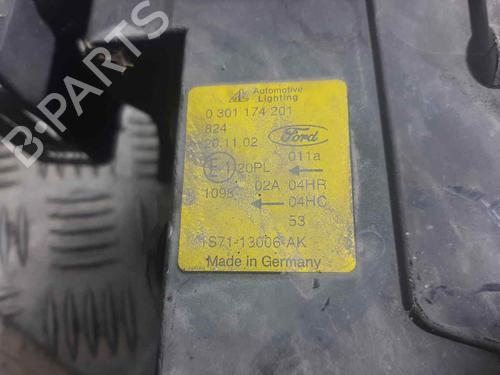 Automotive
Lighting
0 301 174 201
824
20.11.02
Ford
011a
E1 20PL
02A 04HR
1098
04HC
53
1S71-13006-AK
Made in Germany
B-Parts